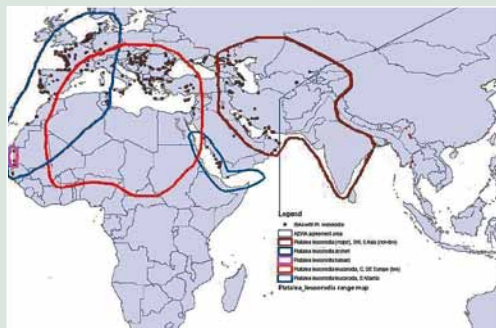 Legend
AEWA agreement area
Platalea leucorodia (major), SW, S Asia (non-bre)
Platalea leucorodia archeri
Platalea leucorodia balsaci
Platalea leucorodia leucorodia, C, SE Europe (bre)
Platalea leucorodia leucorodia, E Atlantic
Platalea_leucorodia range map